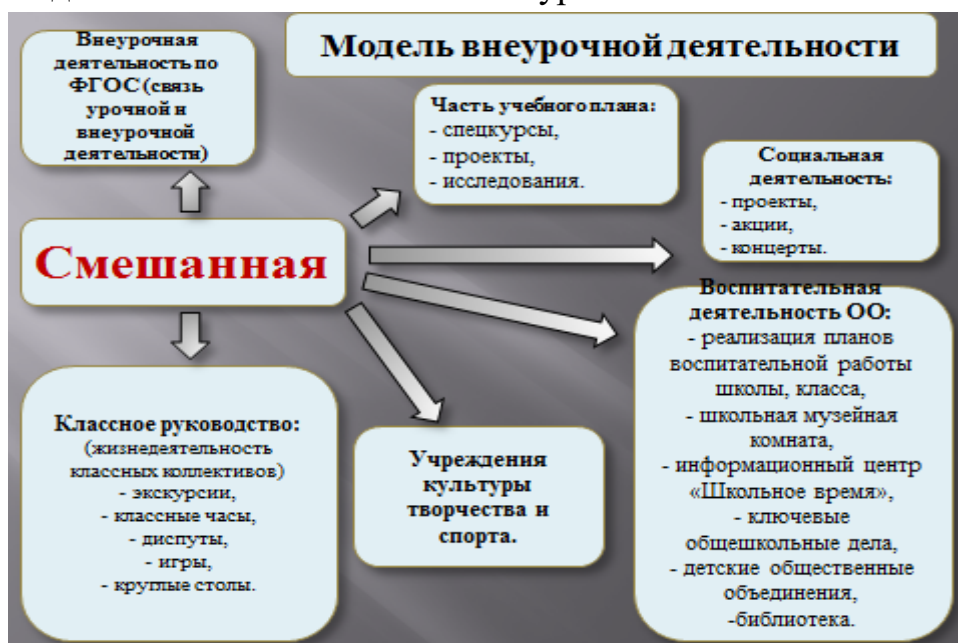 Модель внеурочной деятельности
Внеурочная
деятельность по
ФГОС (связь
урочной и
внеурочной
деятельности)
Часть учебного плана:
- спецкурсы,
- проекты,
- исследования.
Социальная
деятельность:
- проекты,
- акции,
- концерты.
Смешанная
Воспитательная
деятельность ОО:
- реализация планов
воспитательной работы
школы, класса,
- школьная музейная
комната,
- информационный центр
«Школьное время»,
- ключевые
общешкольные дела,
- детские общественные
объединения,
-библиотека.
Классное руководство:
(жизнедеятельность
классных коллективов)
- экскурсии,
- классные часы,
- диспуты,
- игры,
- круглые столы.
Учреждения
культуры
творчества и
спорта.